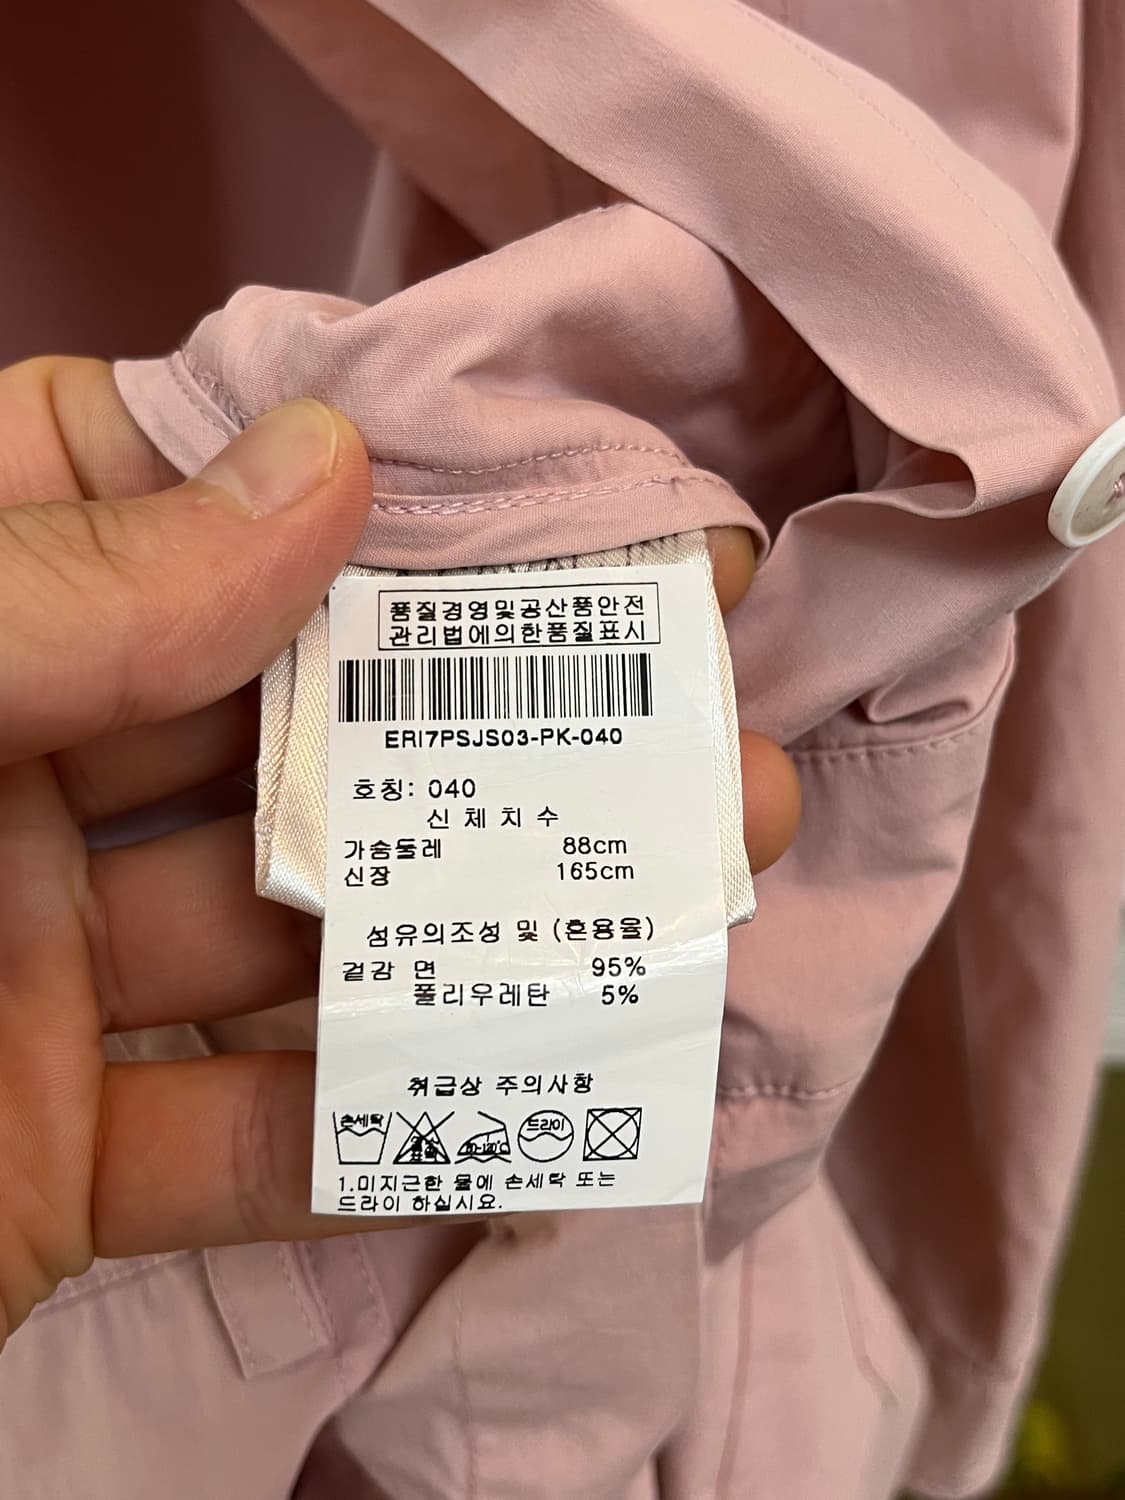 품질경영및공산품안전
관리법에의한품질표시
ERI7PSJS03-PK-040
호칭: 040
신 체 치 수
가슴둘레 88cm
신장 165cm
섬유의조성 및 (혼용율)
겉감 면 95%
폴리우레탄 5%
취급상 주의사항
손세탁 드라이
1.미지근한 물에 손세탁 또는
드라이 하십시요.